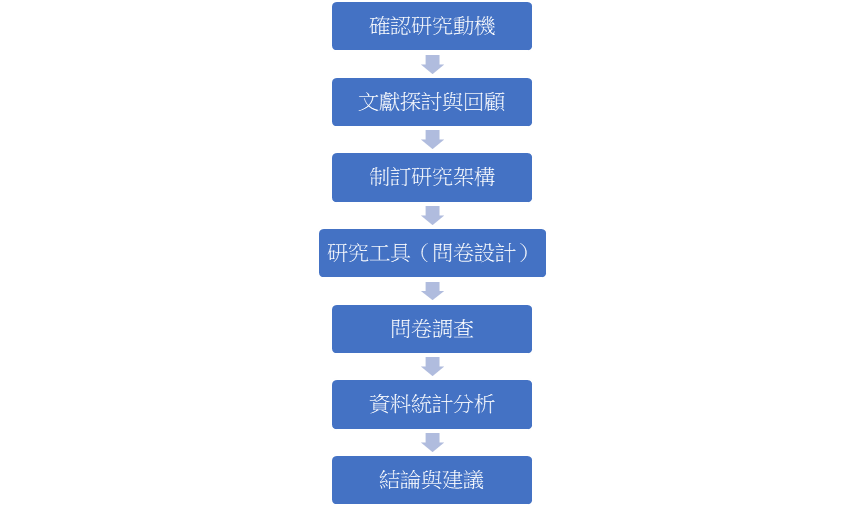 確認研究動機
文獻探討與回顧
制訂研究架構
研究工具（問卷設計）
問卷調查
資料統計分析
結論與建議